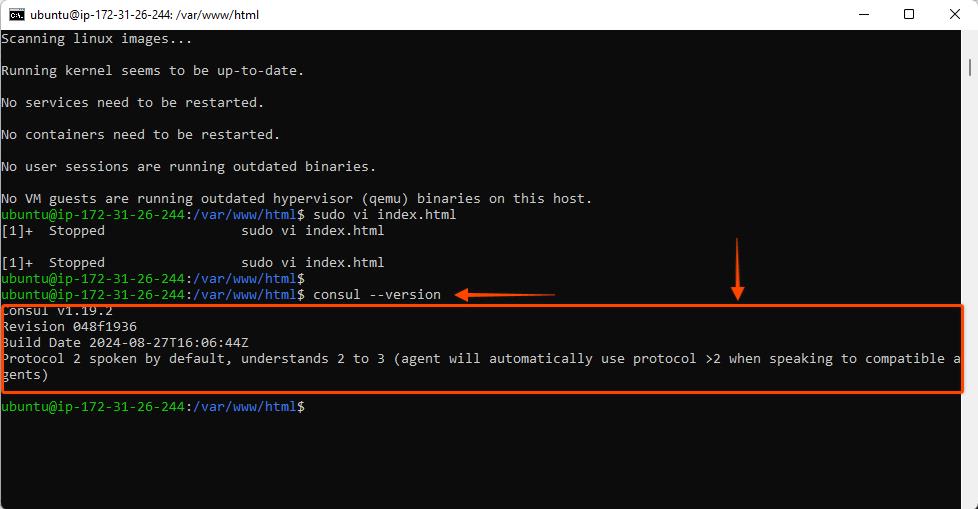 ubuntu@ip-172-31-26-244: /var/www/html
Scanning linux images...
Running kernel seems to be up-to-date.
No services need to be restarted.
No containers need to be restarted.
No user sessions are running outdated binaries.
No VM guests are running outdated hypervisor (qemu) binaries on this host.
ubuntu@ip-172-31-26-244:/var/www/html$ sudo vi index.html
[1]+  Stopped                 sudo vi index.html
[1]+  Stopped                 sudo vi index.html
ubuntu@ip-172-31-26-244:/var/www/html$
ubuntu@ip-172-31-26-244:/var/www/html$ consul --version
Consul v1.19.2
Revision 048f1936
Build Date 2024-08-27T16:06:44Z
Protocol 2 spoken by default, understands 2 to 3 (agent will automatically use protocol >2 when speaking to compatible a
gents)
ubuntu@ip-172-31-26-244:/var/www/html$